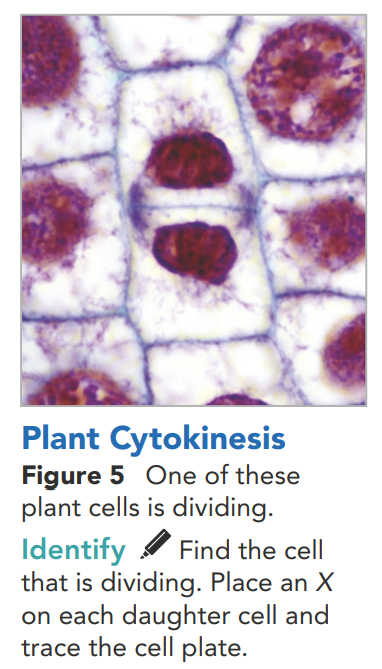 Plant Cytokinesis
Figure 5 One of these
plant cells is dividing.
Identify Find the cell
that is dividing. Place an X
on each daughter cell and
trace the cell plate.